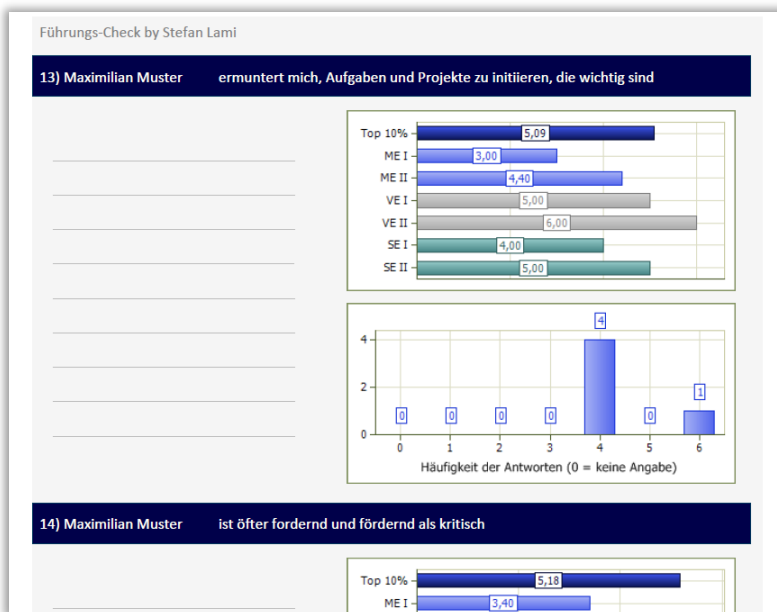 Führungs-Check by Stefan Lami
13) Maximilian Muster ermuntert mich, Aufgaben und Projekte zu initiieren, die wichtig sind
Top 10% 5,09
ME I 3,00
ME II 4,40
VE I 5,00
VE II 6,00
SE I 4,00
SE II 5,00
4
4
2
0 0 0 0 0 1
0
0 1 2 3 4 5 6
Häufigkeit der Antworten (0 = keine Angabe)
14) Maximilian Muster ist öfter fordernd und fördernd als kritisch
Top 10% 5,18
ME I 3,40